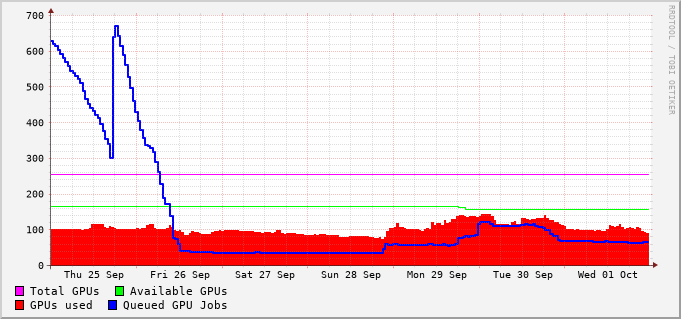 700
600
500
400
300
200
100
0
Thu 25 Sep Fri 26 Sep Sat 27 Sep Sun 28 Sep Mon 29 Sep Tue 30 Sep Wed 01 Oct
Total GPUs Available GPUs
GPUs used Queued GPU Jobs
RRDTOOL / TOBI OETIKER